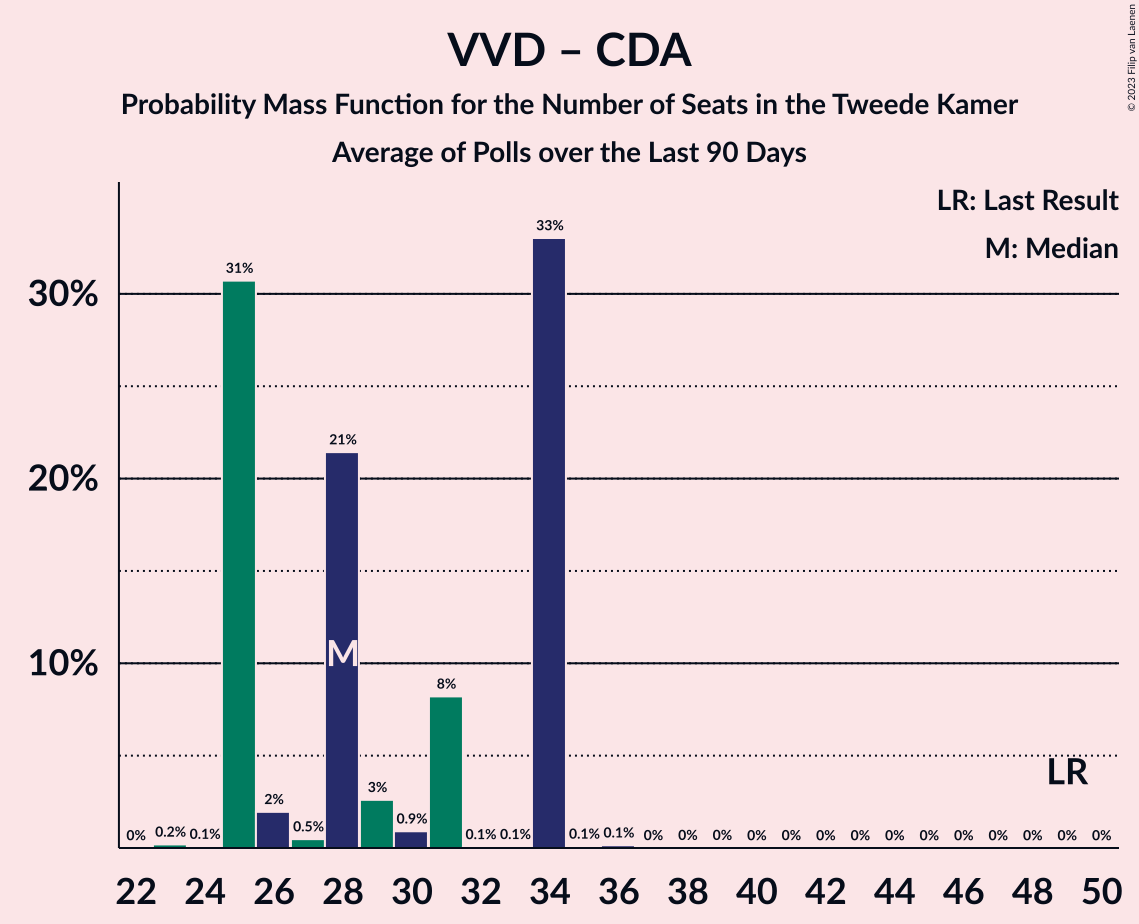 VVD – CDA
Probability Mass Function for the Number of Seats in the Tweede Kamer
Average of Polls over the Last 90 Days
© 2023 Filip van Laenen
LR: Last Result
M: Median
30%
20%
10%
0% 0.2% 0.1% 31% 2% 0.5% 21% 3% 0.9% 8% 0.1% 0.1% 33% 0.1% 0.1% 0% 0% 0% 0% 0% 0% 0% 0% 0% 0% 0% 0% 0% 0%
M
LR
22 24 26 28 30 32 34 36 38 40 42 44 46 48 50